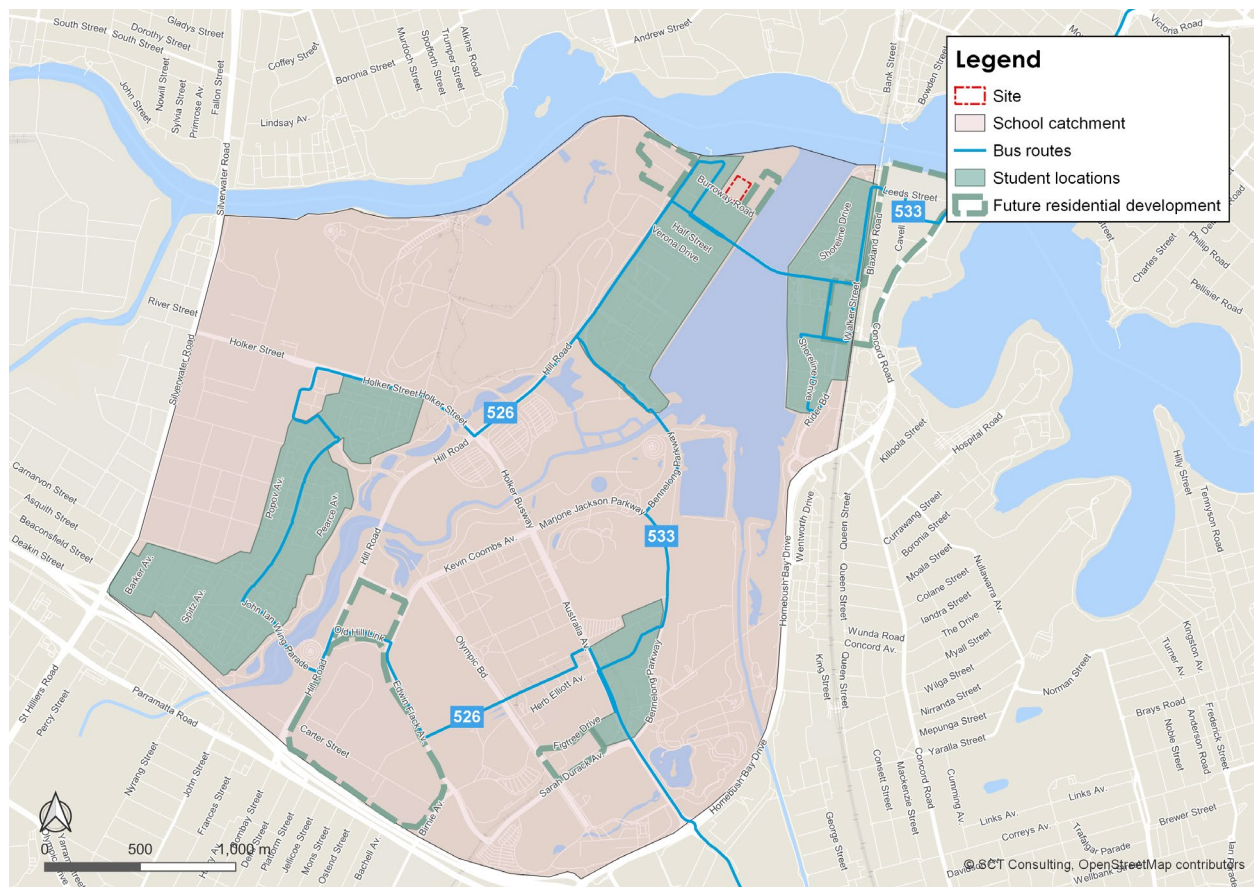 South Street
Dorothy Street
Gladys Street
South Street
John Street
Nowill Street
Sylvia Street
Primrose Av.
Fallon Street
Coffey Street
Boronia Street
Lindsay Av.
Murdoch Street
Spofforth Street
Trumper Street
Atkins Road
Andrew Street
Bank Street
Bowden Street
Victoria Road
Legend
Site
School catchment
Bus routes
Student locations
Future residential development
Silverwater Road
Burroway Road
Half Street
Verona Drive
Shoreline Drive
Blaxland Road
Leeds Street
Cavell
533
Charles Street
Phillip Road
Pellisier Road
River Street
Holker Street
Silverwater Road
Hill Road
Walker Street
Concord Road
Shoreline Drive
Rider Bd
Holker Street
Holker Street
526
Hill Road
Killoola Street
Hospital Road
Hilly Street
Tennyson Road
Carnarvon Street
Asquith Street
Beaconsfield Street
Deakin Street
Popov Av.
Pearce Av.
Holker Busway
Bennelong Parkway
Marjorie Jackson Parkway
Kevin Coombs Av.
533
Wentworth Drive
Queen Street
Homebush Bay Drive
Currawang Street
Boronia Street
Moala Street
Colane Street
Iandra Street
The Drive
Myall Street
Nullawarra Av.
Hill Road
Barker Av.
Spitz Av.
John Ian Wing Parade
Old Hill Link
Hill Road
Australia Av.
Olympic Bd
Edwin Flack Av.
Herb Elliott Av.
526
Bennelong Parkway
Figtree Drive
Sarah Durack Av.
Wunda Road
Concord Av.
King Street
Queen Street
Wilga Street
Nirranda Street
Mepunga Street
Yaralla Street
Norman Street
Turner Av.
Kingston Av.
Brays Road
Noble Street
Anderson Road
Frederick Street
St Hilliers Road
Percy Street
Parramatta Road
Carter Street
Birnie Av.
Homebush Bay Drive
Nyrang Street
John Street
Frances Street
Platform Street
Jellicoe Street
Mons Street
Ostend Street
Bachell Av.
Consett Street
Mackenzie Street
Concord Road
Cumming Av.
Links Av.
Correys Av.
Brewer Street
George Street
Trafalgar Parade
Wellbank Street
0 500 1,000 m
© SCT Consulting, OpenStreetMap contributors